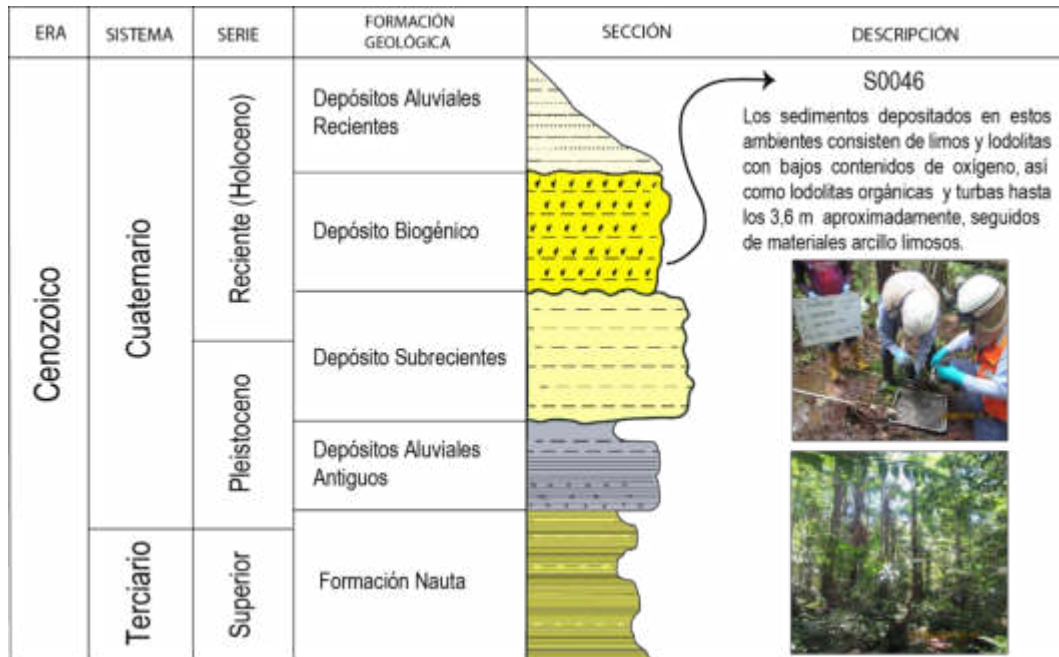 ERA
SISTEMA
SERIE
FORMACIÓN
GEOLÓGICA
SECCIÓN
DESCRIPCIÓN
Cenozoico
Cuaternario
Terciario
Reciente (Holoceno)
Pleistoceno
Superior
Depósitos Aluviales
Recientes
Depósito Biogénico
Depósito Subrecientes
Depósitos Aluviales
Antiguos
Formación Nauta
S0046
Los sedimentos depositados en estos
ambientes consisten de limos y lodolitas
con bajos contenidos de oxígeno, así
como lodolitas orgánicas y turbas hasta
los 3,6 m aproximadamente, seguidos
de materiales arcillo limosos.